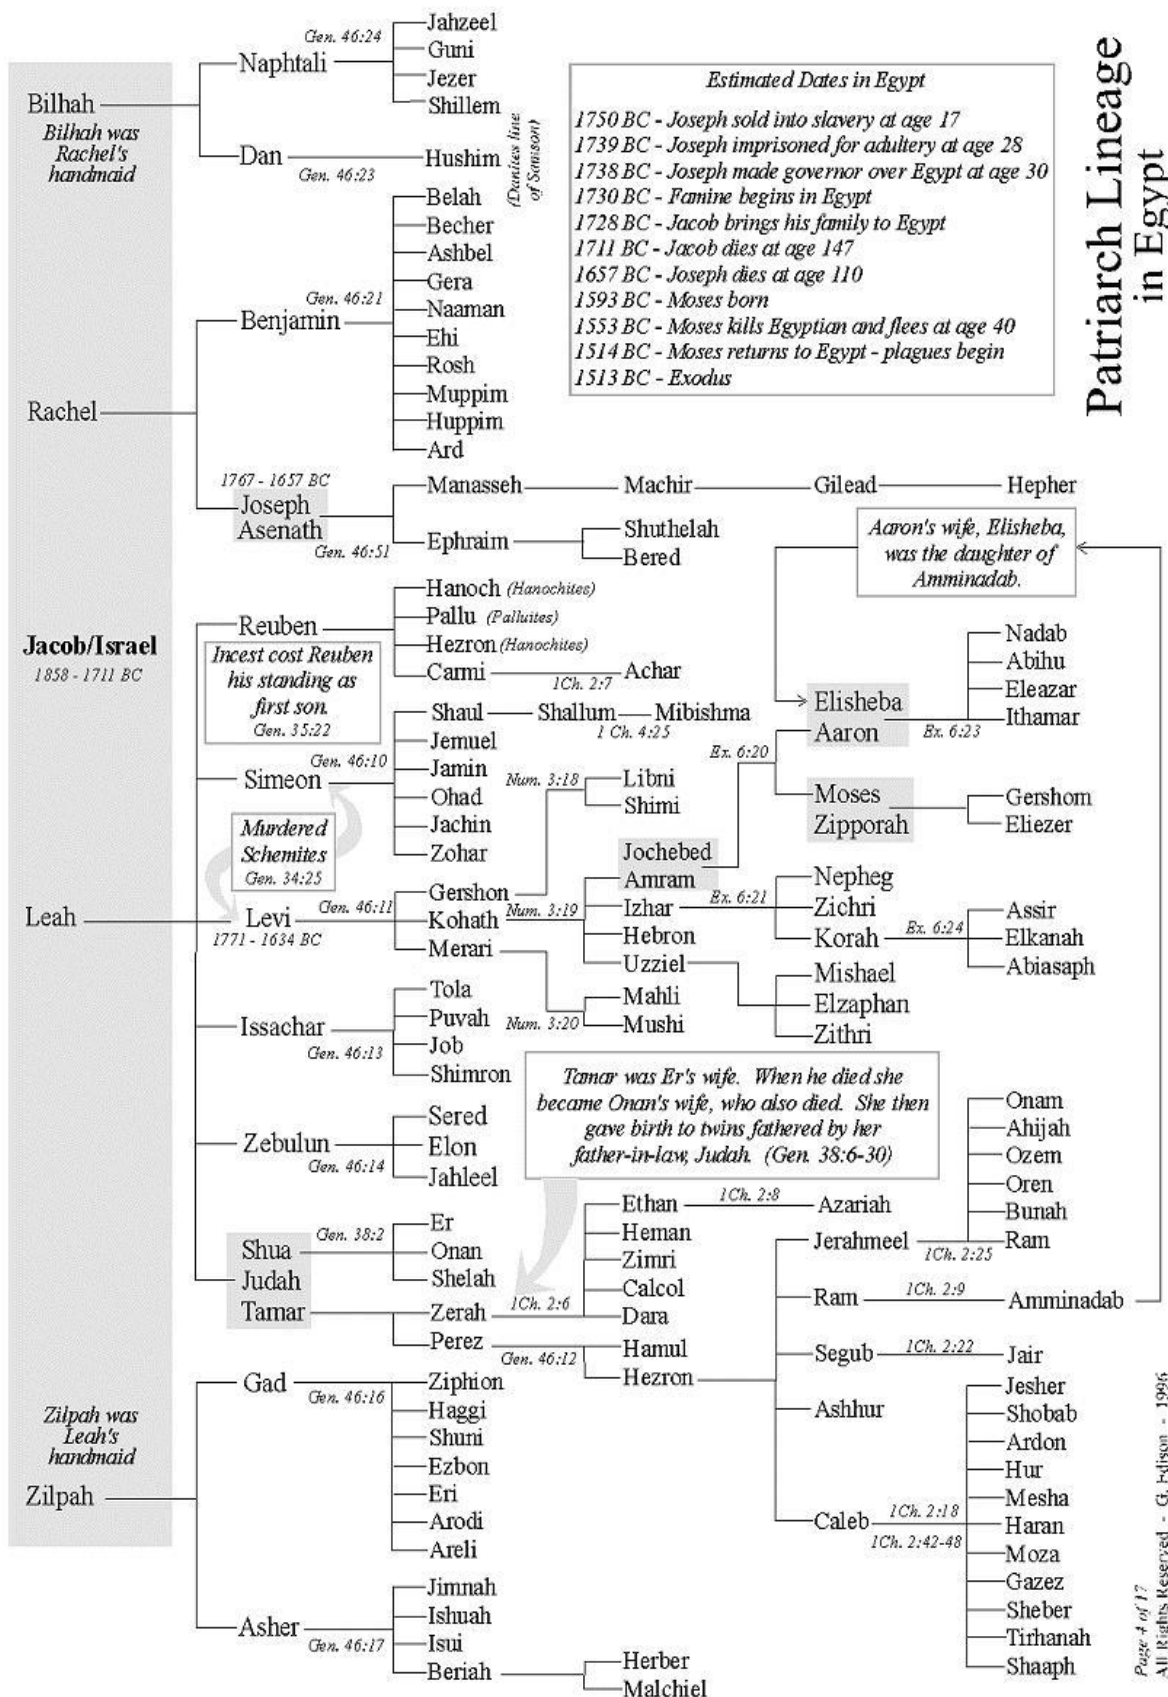 Patriarch Lineage
in Egypt
Estimated Dates in Egypt
1750 BC - Joseph sold into slavery at age 17
1739 BC - Joseph imprisoned for adultery at age 28
1738 BC - Joseph made governor over Egypt at age 30
1730 BC - Famine begins in Egypt
1728 BC - Jacob brings his family to Egypt
1711 BC - Jacob dies at age 147
1657 BC - Joseph dies at age 110
1593 BC - Moses born
1553 BC - Moses kills Egyptian and flees at age 40
1514 BC - Moses returns to Egypt - plagues begin
1513 BC - Exodus
Jacob/Israel
1858 - 1711 BC
Bilhah
Bilhah was
Rachel's
handmaid
Naphtali
Gen. 46:24
Jahzeel
Guni
Jezer
Shillem
Dan
Gen. 46:23
Hushim
(Danites line
of Samson)
Rachel
Benjamin
Gen. 46:21
Belah
Becher
Ashbel
Gera
Naaman
Ehi
Rosh
Muppim
Huppim
Ard
1767 - 1657 BC
Joseph
Asenath
Gen. 46:51
Manasseh
Machir
Gilead
Hepher
Ephraim
Shuthelah
Bered
Aaron's wife, Elisheba,
was the daughter of
Amminadab.
Leah
Reuben
Incest cost Reuben
his standing as
first son.
Gen. 35:22
Hanoch (Hanochites)
Pallu (Palluites)
Hezron (Hanochites)
Carmi
1Ch. 2:7
Achar
Simeon
Gen. 46:10
Shaul
Shallum
Mibishma
1 Ch. 4:25
Jemuel
Jamin
Ohad
Jachin
Zohar
Murdered
Schemites
Gen. 34:25
Levi
1771 - 1634 BC
Gen. 46:11
Gershon
Kohath
Merari
Num. 3:18
Libni
Shimi
Num. 3:19
Jochebed
Amram
Izhar
Hebron
Uzziel
Num. 3:20
Mahli
Mushi
Ex. 6:20
Elisheba
Aaron
Ex. 6:23
Nadab
Abihu
Eleazar
Ithamar
Moses
Zipporah
Gershom
Eliezer
Ex. 6:21
Nepheg
Zichri
Korah
Ex. 6:24
Assir
Elkanah
Abiasaph
Mishael
Elzaphan
Zithri
Issachar
Gen. 46:13
Tola
Puvah
Job
Shimron
Zebulun
Gen. 46:14
Sered
Elon
Jahleel
Tamar was Er's wife. When he died she
became Onan's wife, who also died. She then
gave birth to twins fathered by her
father-in-law, Judah. (Gen. 38:6-30)
Shua
Judah
Tamar
Gen. 38:2
Er
Onan
Shelah
Zerah
1Ch. 2:6
Perez
Gen. 46:12
Ethan
1Ch. 2:8
Azariah
Heman
Zimri
Calcol
Dara
Hamul
Hezron
Jerahmeel
1Ch. 2:25
Onam
Ahijah
Ozem
Oren
Bunah
Ram
Ram
1Ch. 2:9
Amminadab
Segub
1Ch. 2:22
Jair
Ashhur
Caleb
1Ch. 2:18
1Ch. 2:42-48
Jesher
Shobab
Ardon
Hur
Mesha
Haran
Moza
Gazez
Sheber
Tirhanah
Shaaph
Zilpah was
Leah's
handmaid
Zilpah
Gad
Gen. 46:16
Ziphion
Haggi
Shuni
Ezbon
Eri
Arodi
Areli
Asher
Gen. 46:17
Jimnah
Ishuah
Isui
Beriah
Herber
Malchiel
Page 4 of 17
All Rights Reserved - G. Edison - 1996